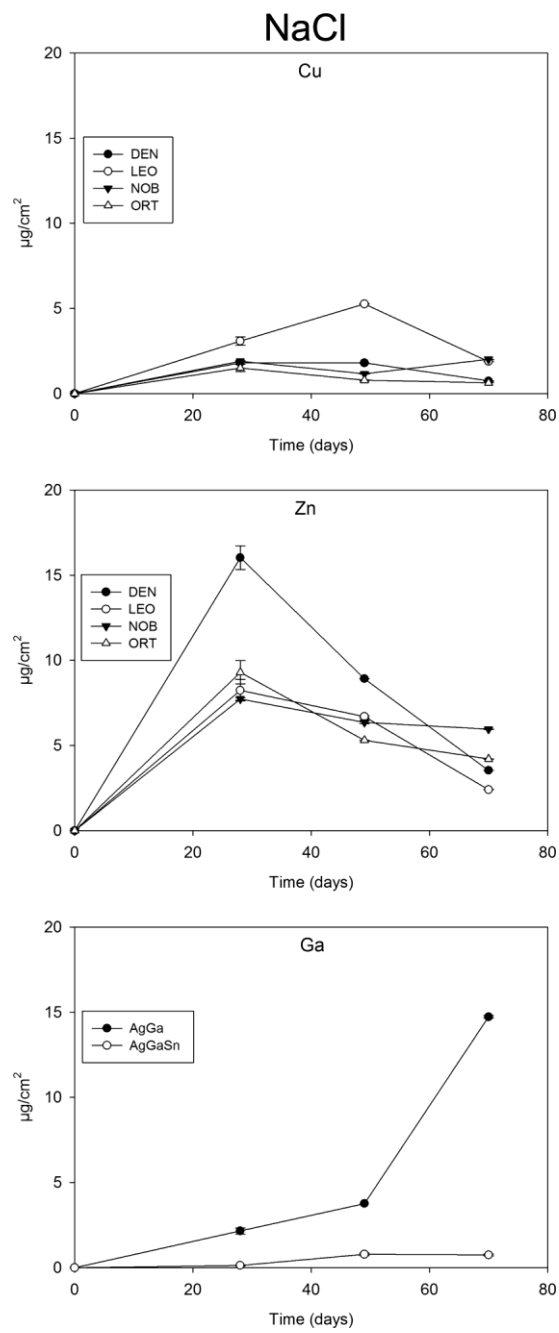 NaCl
Cu
20
15
10
5
0
µg/cm²
DEN
LEO
NOB
ORT
0 20 40 60 80
Time (days)
Zn
20
15
10
5
0
µg/cm²
DEN
LEO
NOB
ORT
0 20 40 60 80
Time (days)
Ga
20
15
10
5
0
µg/cm²
AgGa
AgGaSn
0 20 40 60 80
Time (days)